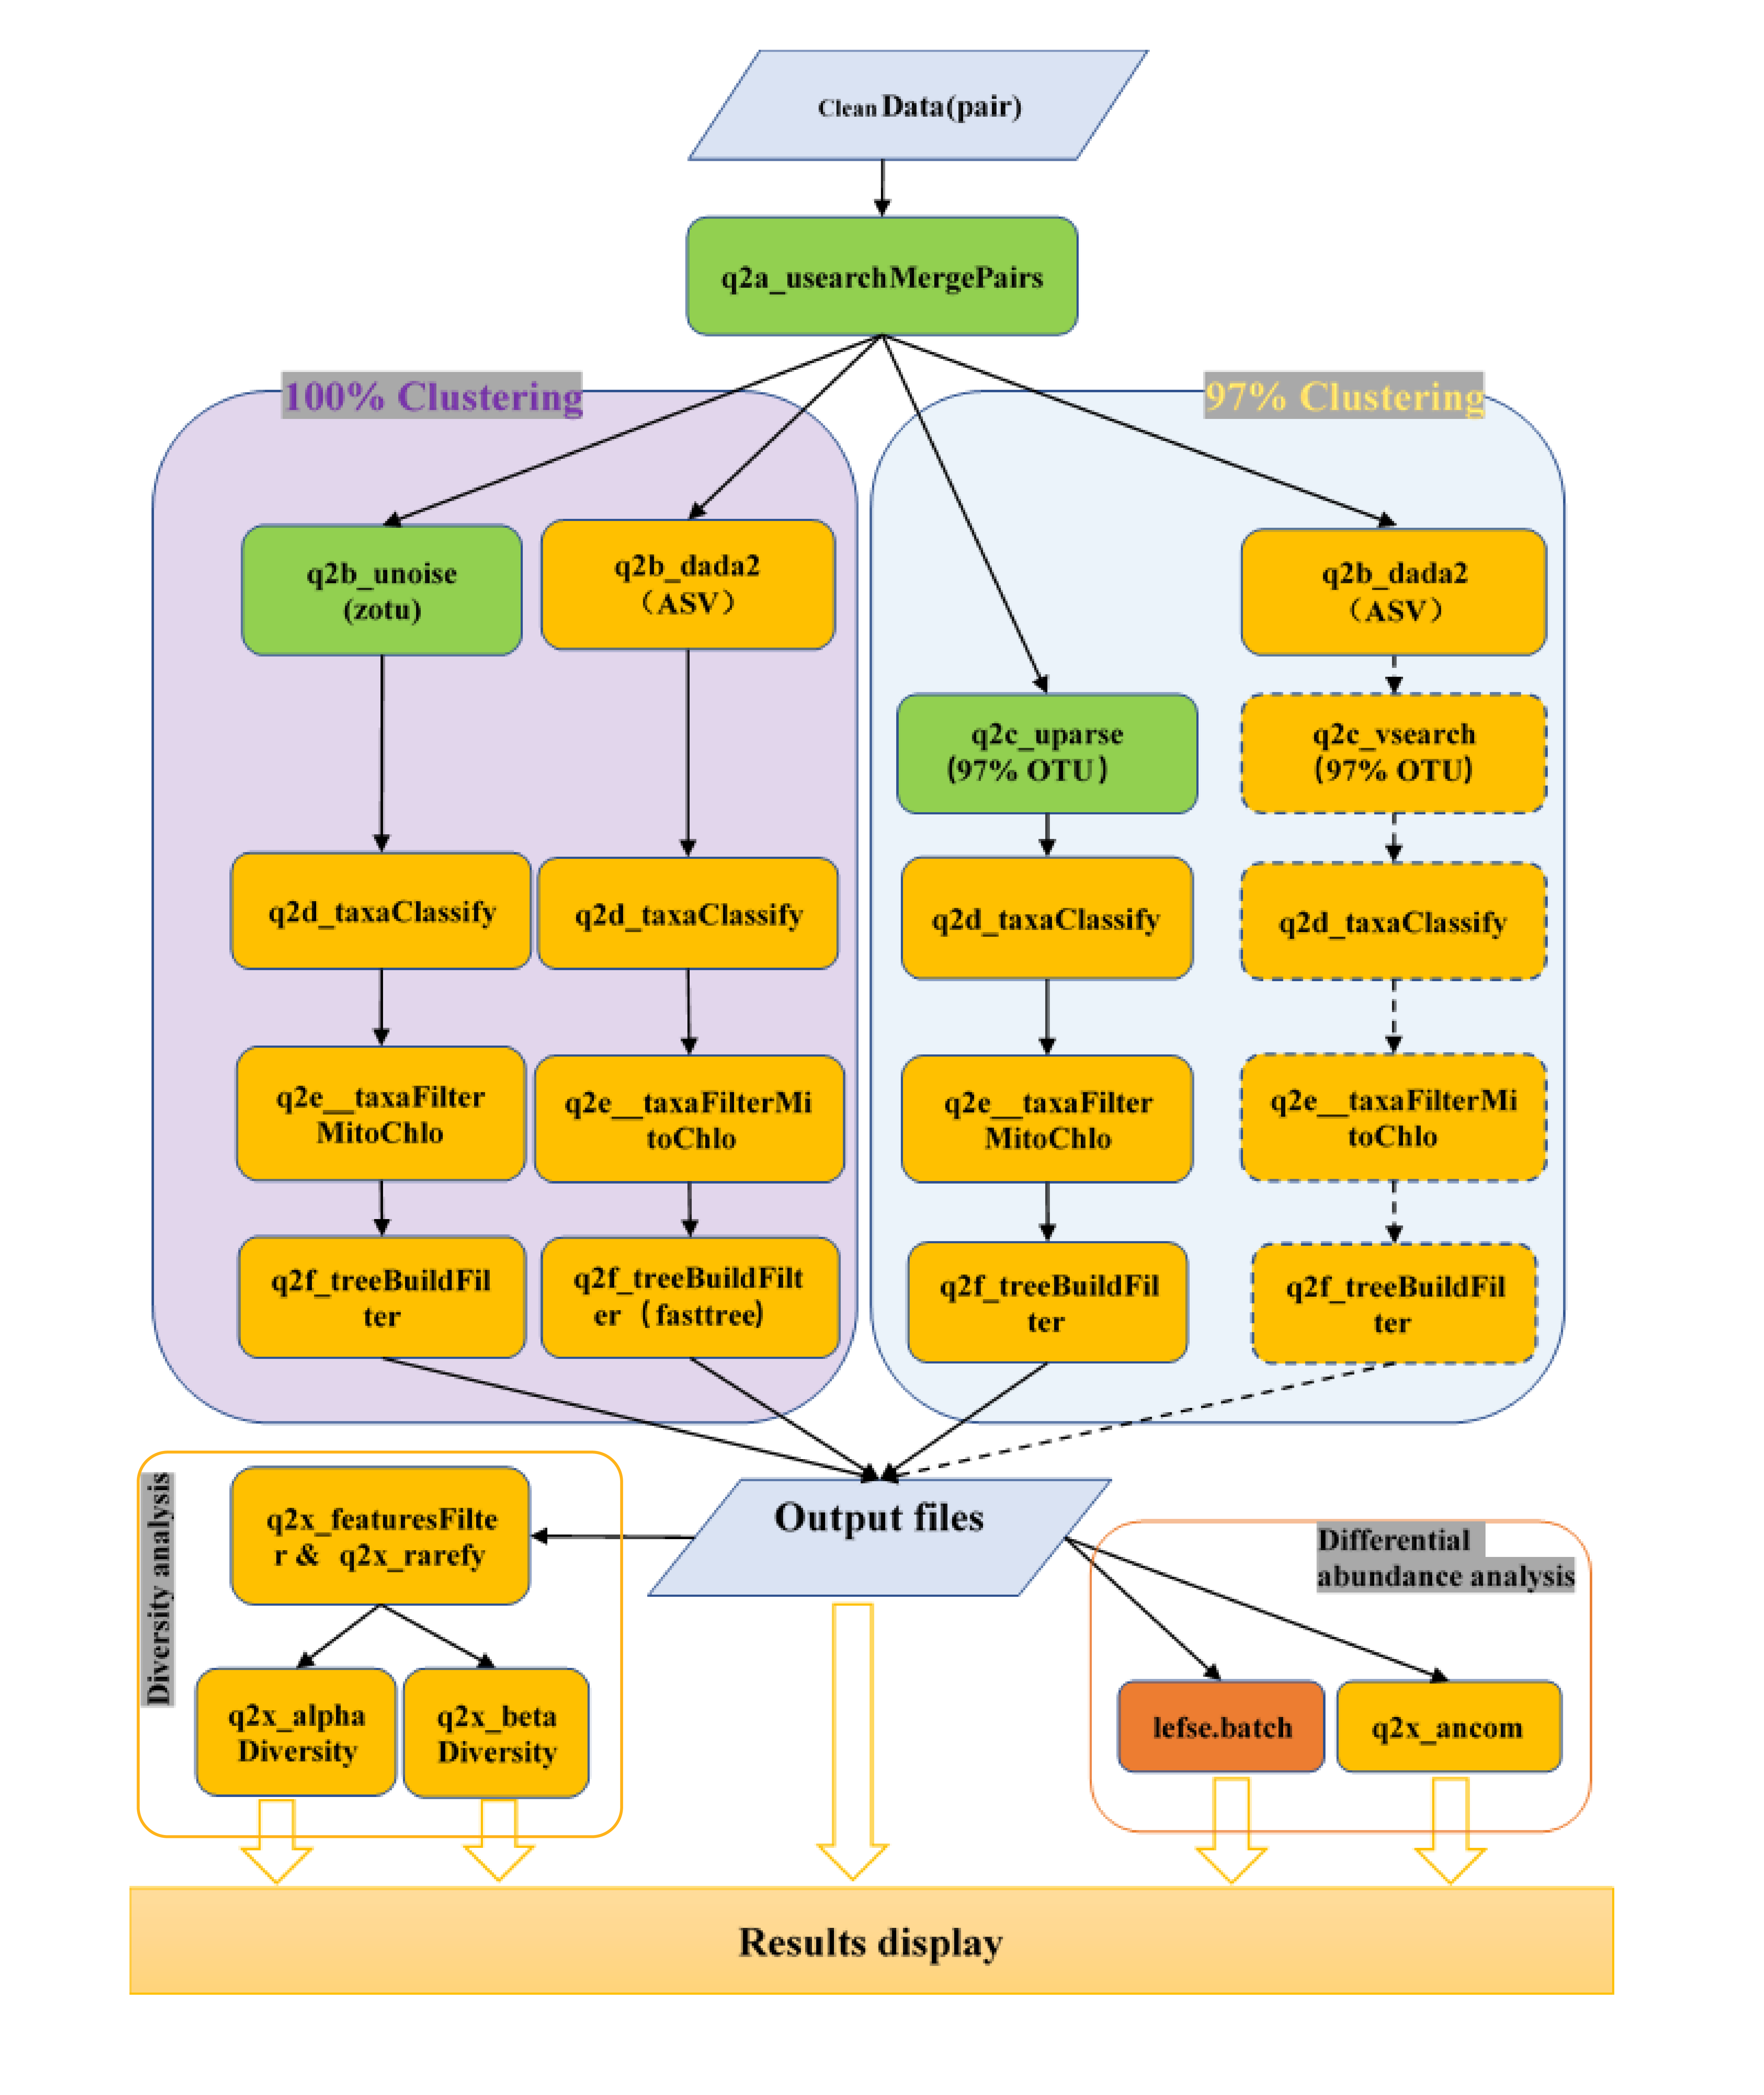 Clean Data(pair)
q2a_usearchMergePairs
100% Clustering
97% Clustering
q2b_unoise
(zotu)
q2b_dada2
（ASV）
q2b_dada2
（ASV）
q2c_uparse
(97% OTU）
q2c_vsearch
(97% OTU)
q2d_taxaClassify
q2d_taxaClassify
q2d_taxaClassify
q2d_taxaClassify
q2e__taxaFilter
MitoChlo
q2e__taxaFilterMi
toChlo
q2e__taxaFilter
MitoChlo
q2e__taxaFilterMi
toChlo
q2f_treeBuildFil
ter
q2f_treeBuildFilt
er（fasttree)
q2f_treeBuildFil
ter
q2f_treeBuildFil
ter
Diversity analysis
q2x_featuresFilte
r & q2x_rarefy
q2x_alpha
Diversity
q2x_beta
Diversity
Output files
Differential
abundance analysis
lefse.batch
q2x_ancom
Results display